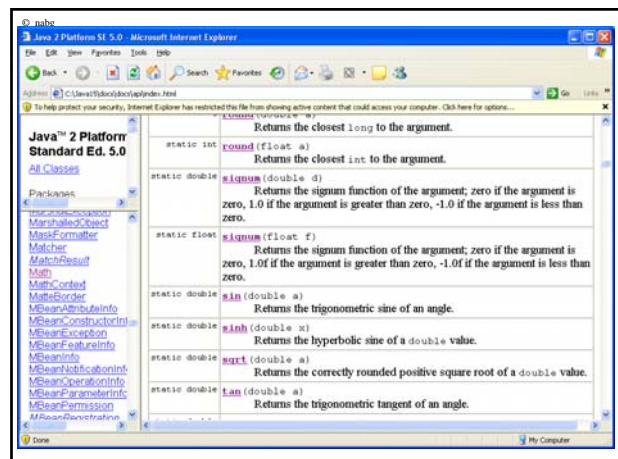 © nabg
Java 2 Platform SE 5.0 - Microsoft Internet Explorer
File Edit View Favorites Tools Help
Back Search Favorites
Address C:\Java15\docs\docs\api\index.html Go Links »
To help protect your security, Internet Explorer has restricted this file from showing active content that could access your computer. Click here for options...
Java™ 2 Platform
Standard Ed. 5.0
All Classes
Packages
MarshalException
MarshalledObject
MaskFormatter
Matcher
MatchResult
Math
MathContext
MatteBorder
MBeanAttributeInfo
MBeanConstructorInf
MBeanException
MBeanFeatureInfo
MBeanInfo
MBeanNotificationInf
MBeanOperationInfo
MBeanParameterInfo
MBeanPermission
MBeanRegistration
round(double a)
Returns the closest long to the argument.
static int round(float a)
Returns the closest int to the argument.
static double signum(double d)
Returns the signum function of the argument; zero if the argument is
zero, 1.0 if the argument is greater than zero, -1.0 if the argument is less than
zero.
static float signum(float f)
Returns the signum function of the argument; zero if the argument is
zero, 1.0f if the argument is greater than zero, -1.0f if the argument is less than
zero.
static double sin(double a)
Returns the trigonometric sine of an angle.
static double sinh(double x)
Returns the hyperbolic sine of a double value.
static double sqrt(double a)
Returns the correctly rounded positive square root of a double value.
static double tan(double a)
Returns the trigonometric tangent of an angle.
Done My Computer